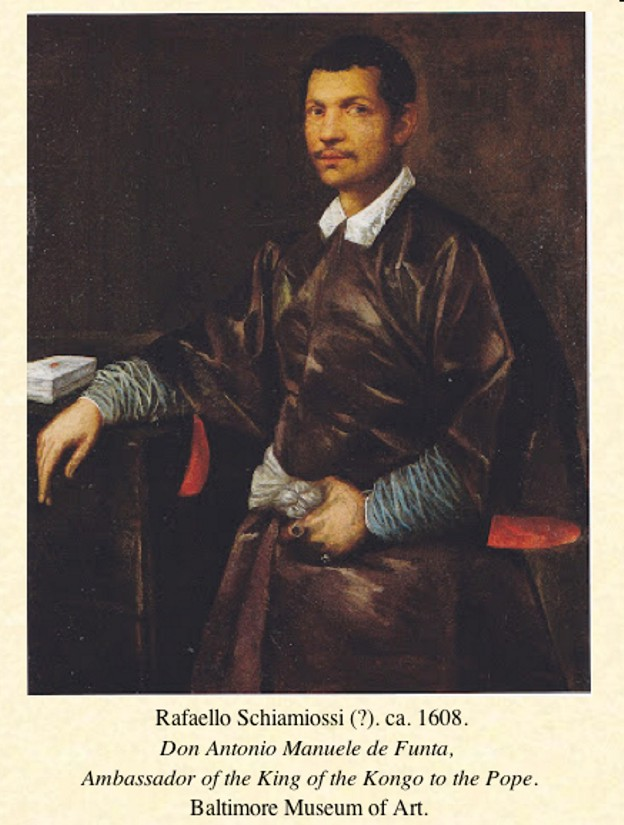 Rafaello Schiamiossi (?). ca. 1608.
Don Antonio Manuele de Funta,
Ambassador of the King of the Kongo to the Pope.
Baltimore Museum of Art.